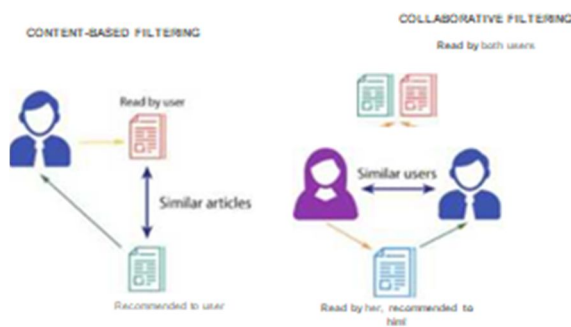 CONTENT-BASED FILTERING
Read by user
Similar articles
Recommended to user
COLLABORATIVE FILTERING
Read by both users
Similar users
Read by her, recommended to
him!